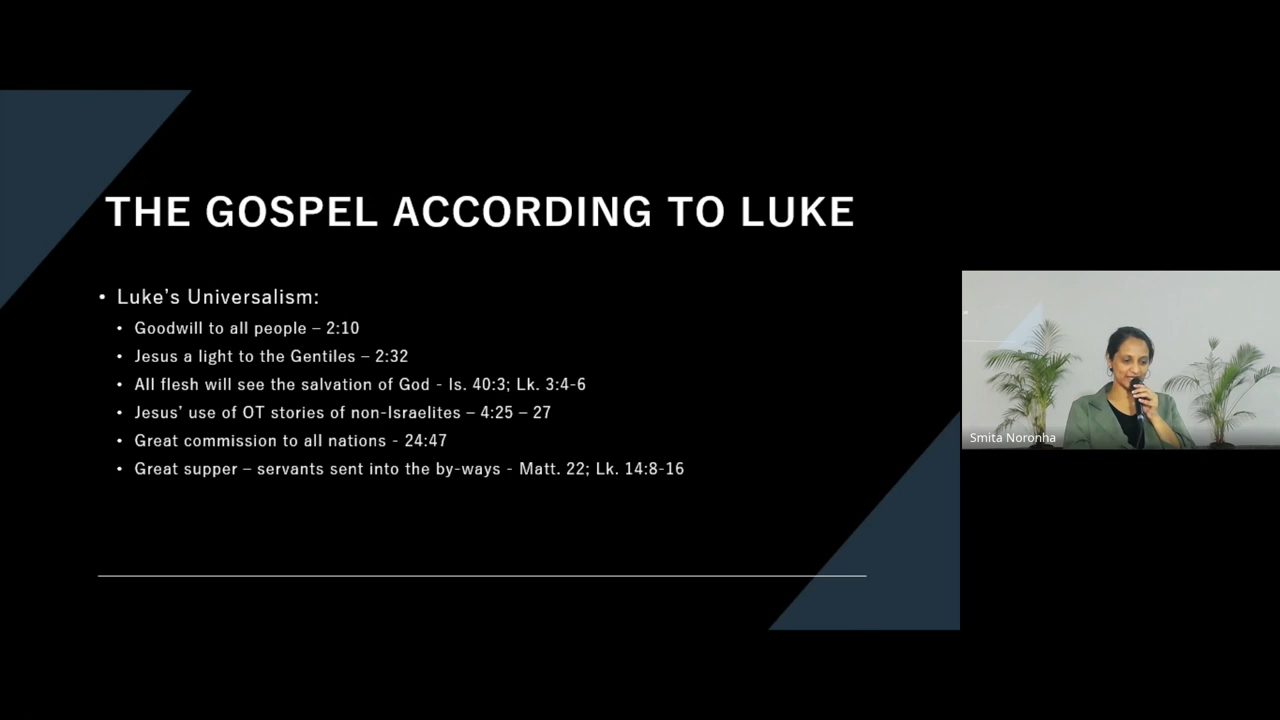 THE GOSPEL ACCORDING TO LUKE
• Luke’s Universalism:
• Goodwill to all people – 2:10
• Jesus a light to the Gentiles – 2:32
• All flesh will see the salvation of God - Is. 40:3; Lk. 3:4-6
• Jesus’ use of OT stories of non-Israelites – 4:25 – 27
• Great commission to all nations - 24:47
• Great supper – servants sent into the by-ways - Matt. 22; Lk. 14:8-16
Smita Noronha